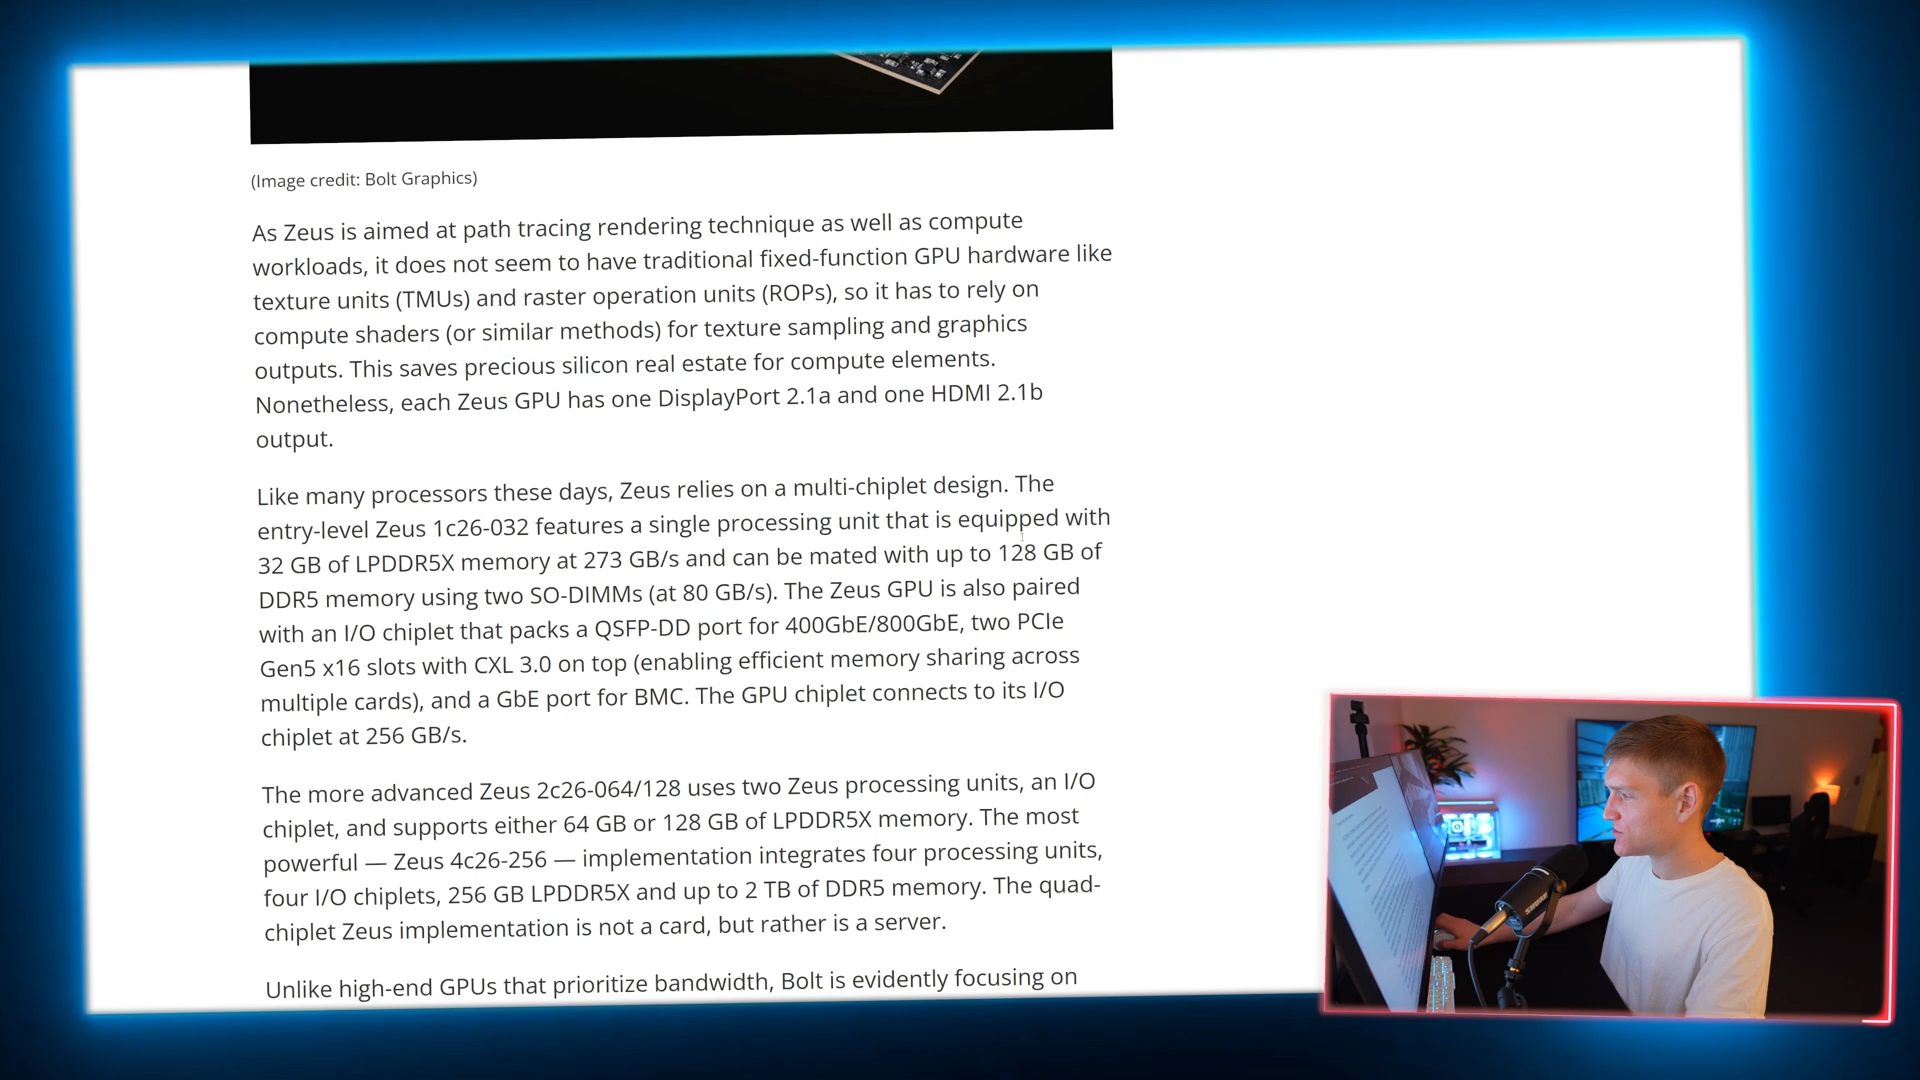 (Image credit: Bolt Graphics)
As Zeus is aimed at path tracing rendering technique as well as compute
workloads, it does not seem to have traditional fixed-function GPU hardware like
texture units (TMUs) and raster operation units (ROPs), so it has to rely on
compute shaders (or similar methods) for texture sampling and graphics
outputs. This saves precious silicon real estate for compute elements.
Nonetheless, each Zeus GPU has one DisplayPort 2.1a and one HDMI 2.1b
output.
Like many processors these days, Zeus relies on a multi-chiplet design. The
entry-level Zeus 1c26-032 features a single processing unit that is equipped with
32 GB of LPDDR5X memory at 273 GB/s and can be mated with up to 128 GB of
DDR5 memory using two SO-DIMMs (at 80 GB/s). The Zeus GPU is also paired
with an I/O chiplet that packs a QSFP-DD port for 400GbE/800GbE, two PCIe
Gen5 x16 slots with CXL 3.0 on top (enabling efficient memory sharing across
multiple cards), and a GbE port for BMC. The GPU chiplet connects to its I/O
chiplet at 256 GB/s.
The more advanced Zeus 2c26-064/128 uses two Zeus processing units, an I/O
chiplet, and supports either 64 GB or 128 GB of LPDDR5X memory. The most
powerful — Zeus 4c26-256 — implementation integrates four processing units,
four I/O chiplets, 256 GB LPDDR5X and up to 2 TB of DDR5 memory. The quad-
chiplet Zeus implementation is not a card, but rather is a server.
Unlike high-end GPUs that prioritize bandwidth, Bolt is evidently focusing on
SHURE